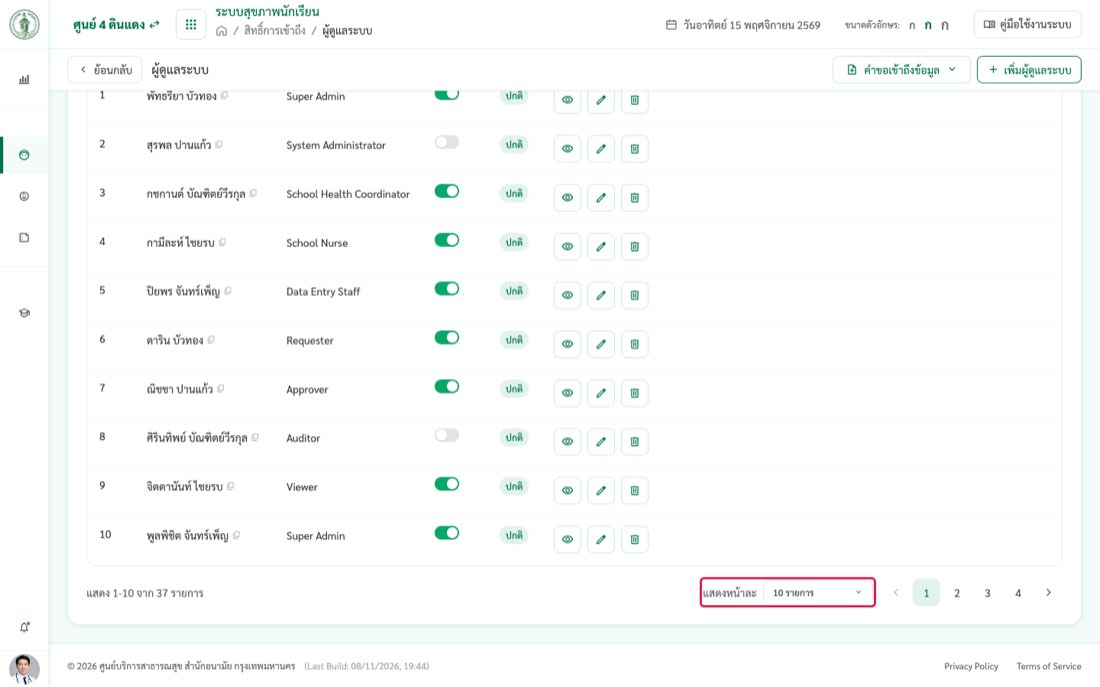 ศูนย์ 4 ดินแดง
ระบบสุขภาพนักเรียน
/ สิทธิ์การเข้าถึง / ผู้ดูแลระบบ
วันอาทิตย์ 15 พฤศจิกายน 2569
ขนาดตัวอักษร: ก ก ก
คู่มือใช้งานระบบ
ย้อนกลับ
ผู้ดูแลระบบ
คำขอเข้าถึงข้อมูล
+ เพิ่มผู้ดูแลระบบ
1 พัทธริยา บัวทอง Super Admin ปกติ
2 สุรพล ปานแก้ว System Administrator ปกติ
3 กชกานต์ บัณฑิตย์วีรกุล School Health Coordinator ปกติ
4 กามีละห์ ไชยรบ School Nurse ปกติ
5 ปิยพร จันทร์เพ็ญ Data Entry Staff ปกติ
6 ดาริน บัวทอง Requester ปกติ
7 ณิชชา ปานแก้ว Approver ปกติ
8 ศิรินทิพย์ บัณฑิตย์วีรกุล Auditor ปกติ
9 จิตตานันท์ ไชยรบ Viewer ปกติ
10 พูลพิชิต จันทร์เพ็ญ Super Admin ปกติ
แสดง 1-10 จาก 37 รายการ
แสดงหน้าละ 10 รายการ
1 2 3 4
© 2026 ศูนย์บริการสาธารณสุข สำนักอนามัย กรุงเทพมหานคร (Last Build: 08/11/2026, 19:44)
Privacy Policy Terms of Service